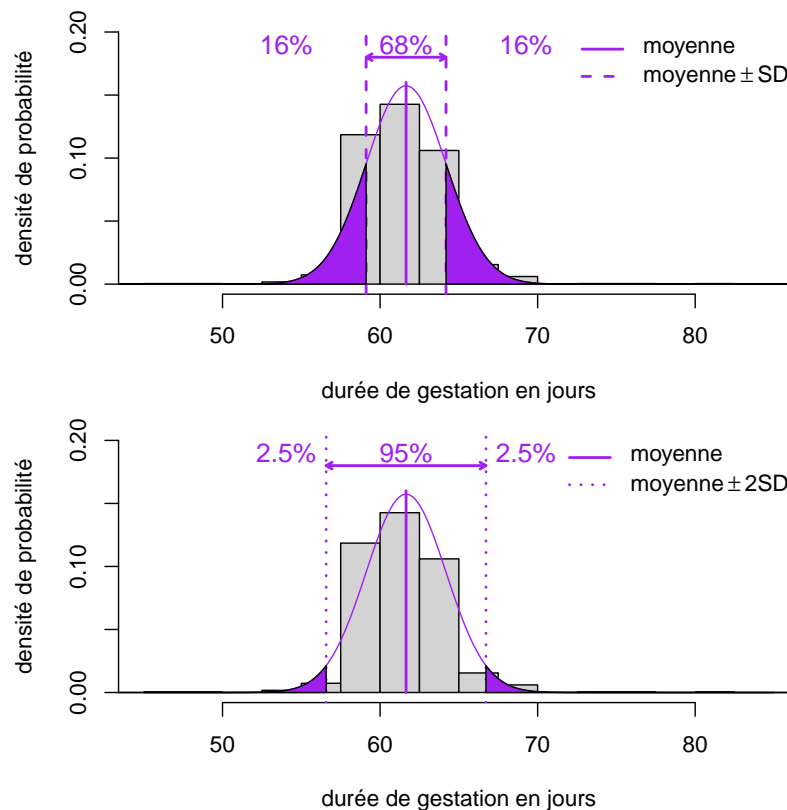 0.20
16% 68% 16%
moyenne
moyenne ± SD
densité de probabilité
0.10
0.00
50 60 70 80
durée de gestation en jours
0.20
2.5% 95% 2.5%
moyenne
moyenne ± 2SD
densité de probabilité
0.10
0.00
50 60 70 80
durée de gestation en jours